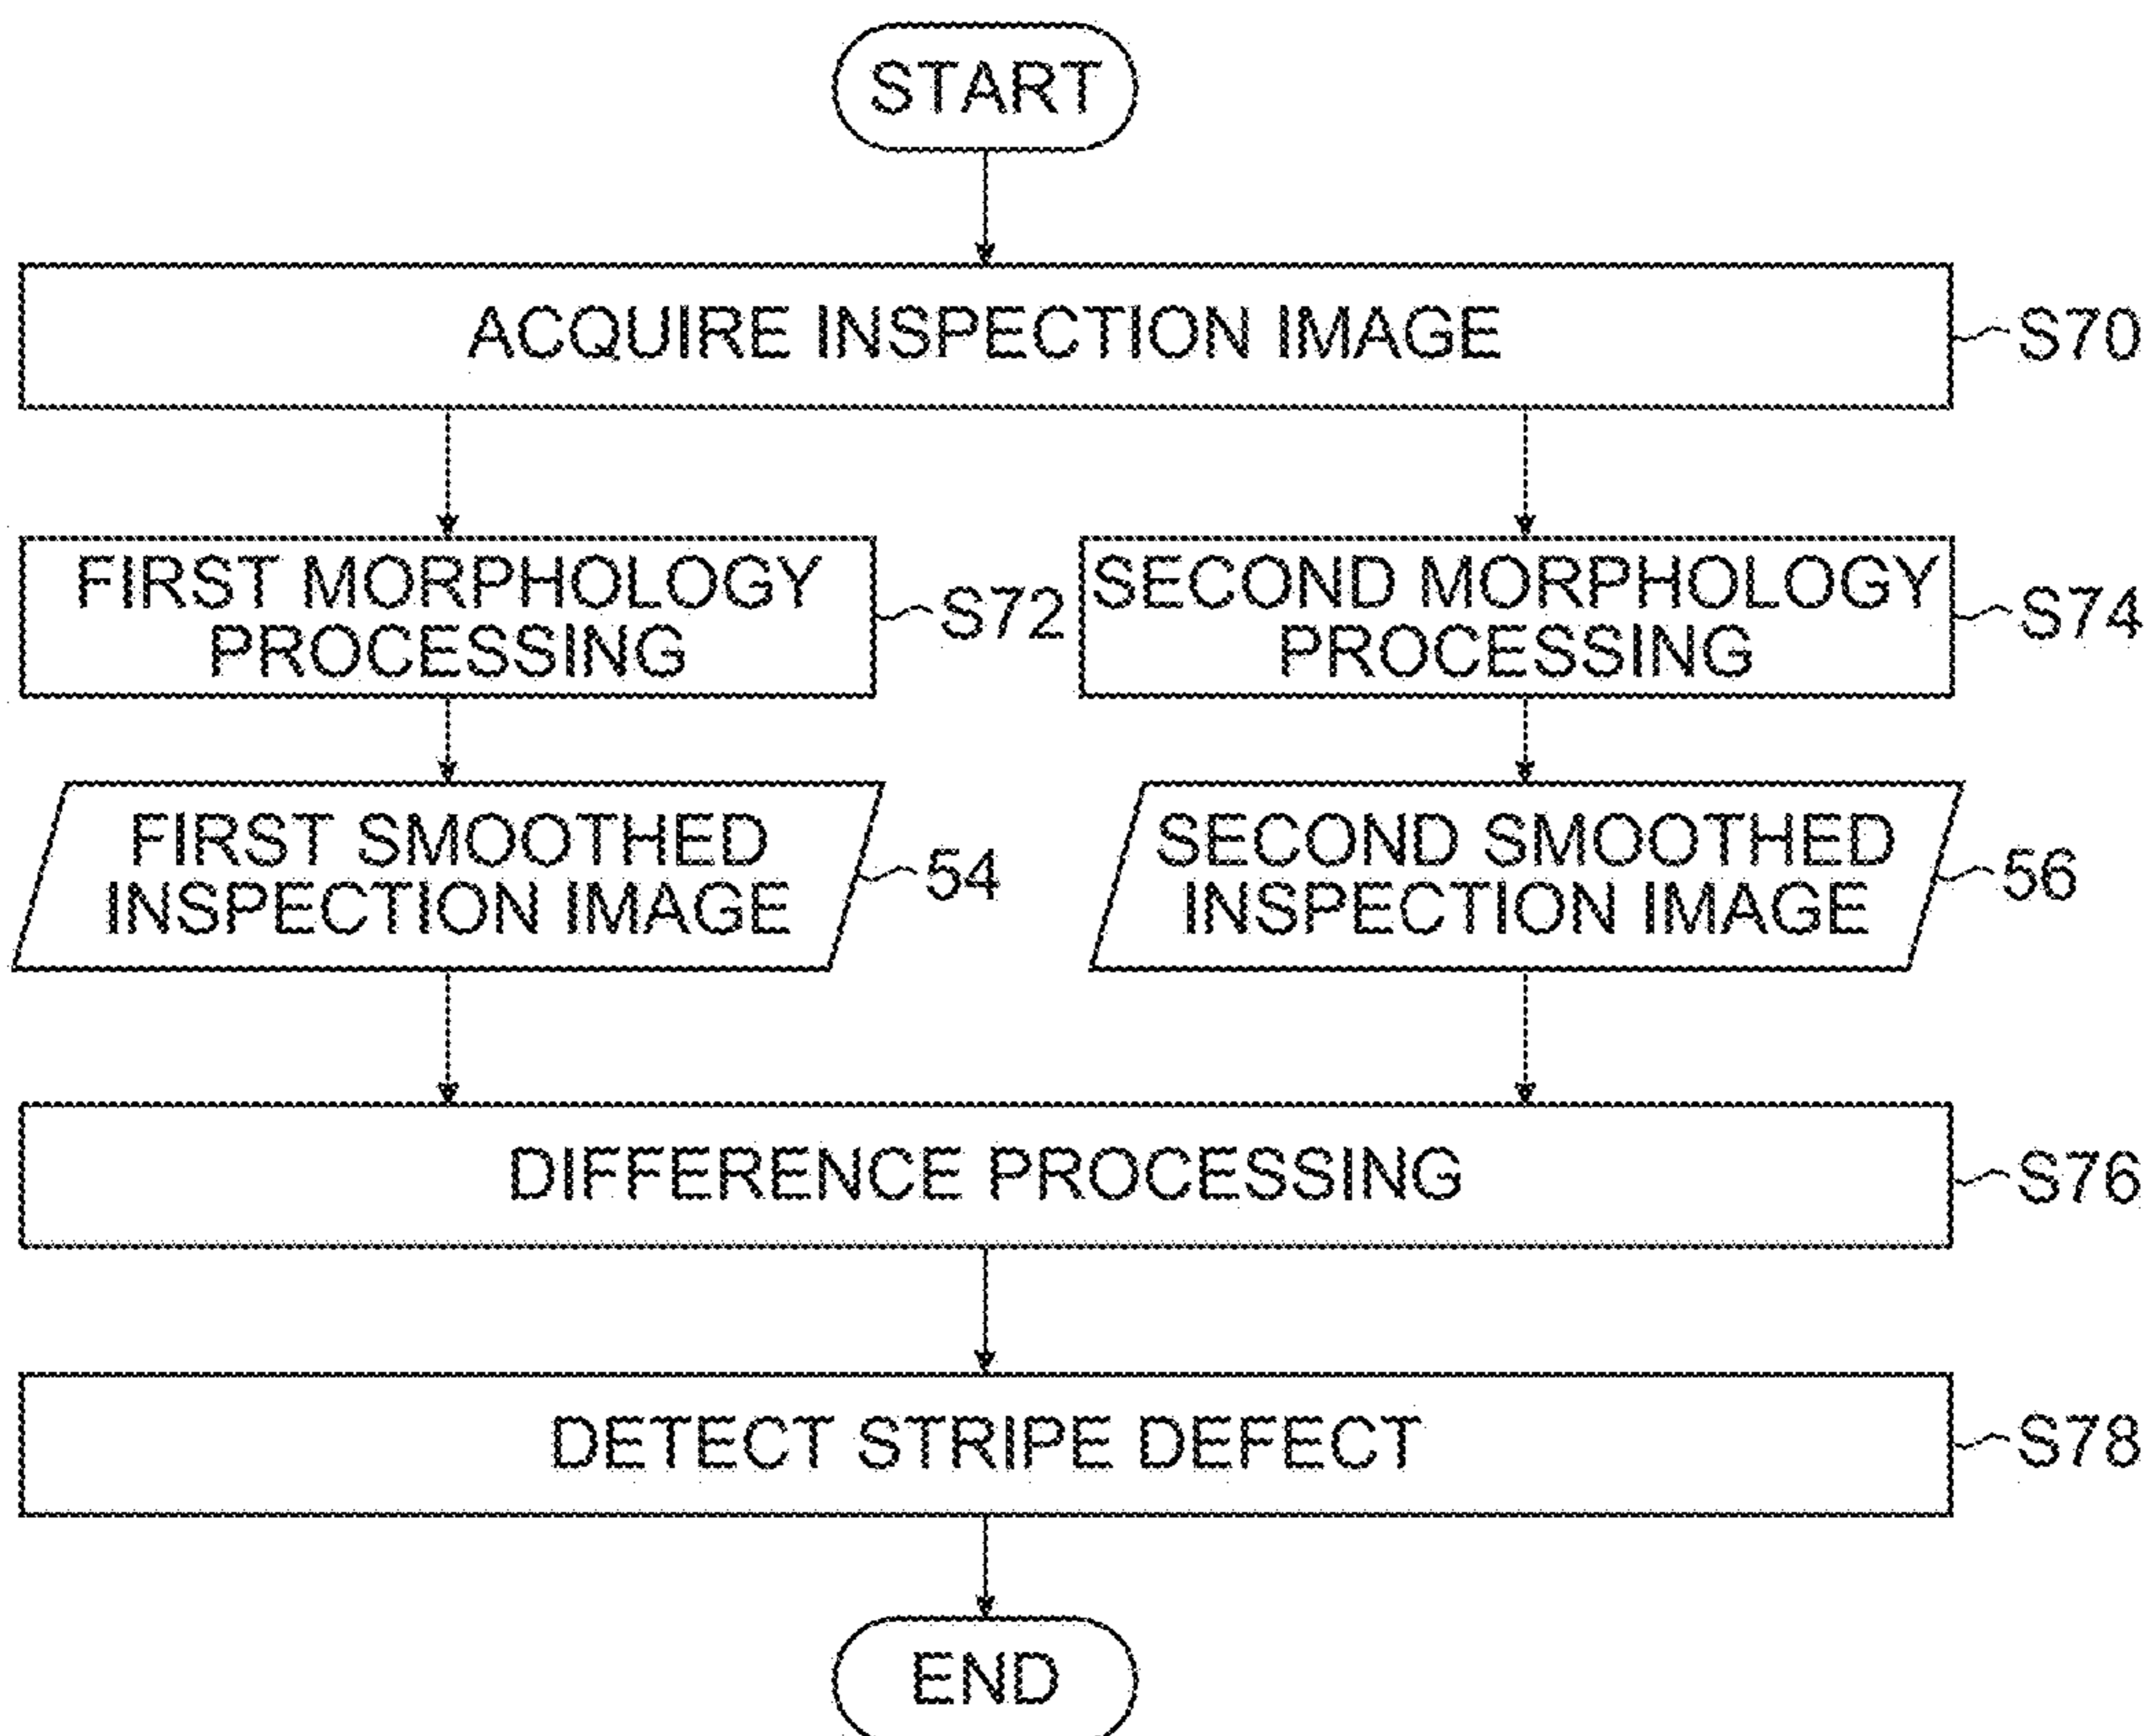 START
ACQUIRE INSPECTION IMAGE
S70
FIRST MORPHOLOGY
PROCESSING
S72
SECOND MORPHOLOGY
PROCESSING
S74
FIRST SMOOTHED
INSPECTION IMAGE
54
SECOND SMOOTHED
INSPECTION IMAGE
56
DIFFERENCE PROCESSING
S76
DETECT STRIPE DEFECT
S78
END